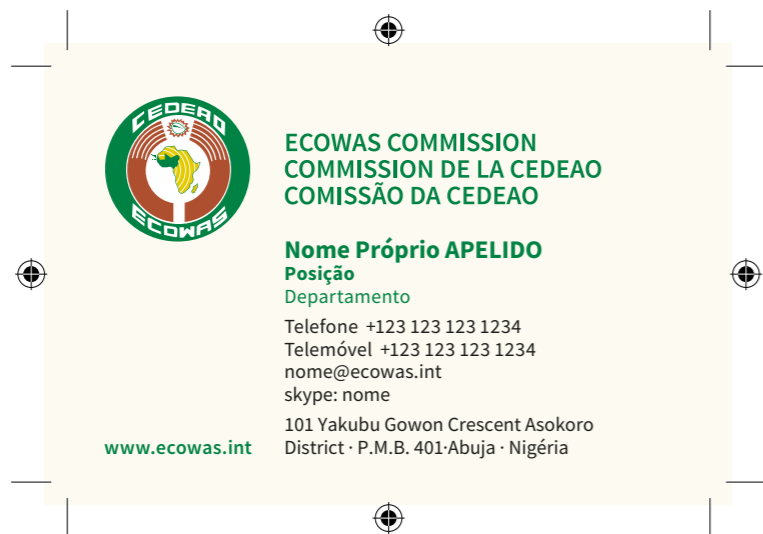 CEDEAO
ECOWAS
ECOWAS COMMISSION
COMMISSION DE LA CEDEAO
COMISSÃO DA CEDEAO
Nome Próprio APELIDO
Posição
Departamento
Telefone +123 123 123 1234
Telemóvel +123 123 123 1234
nome@ecowas.int
skype: nome
101 Yakubu Gowon Crescent Asokoro
District · P.M.B. 401·Abuja · Nigéria
www.ecowas.int